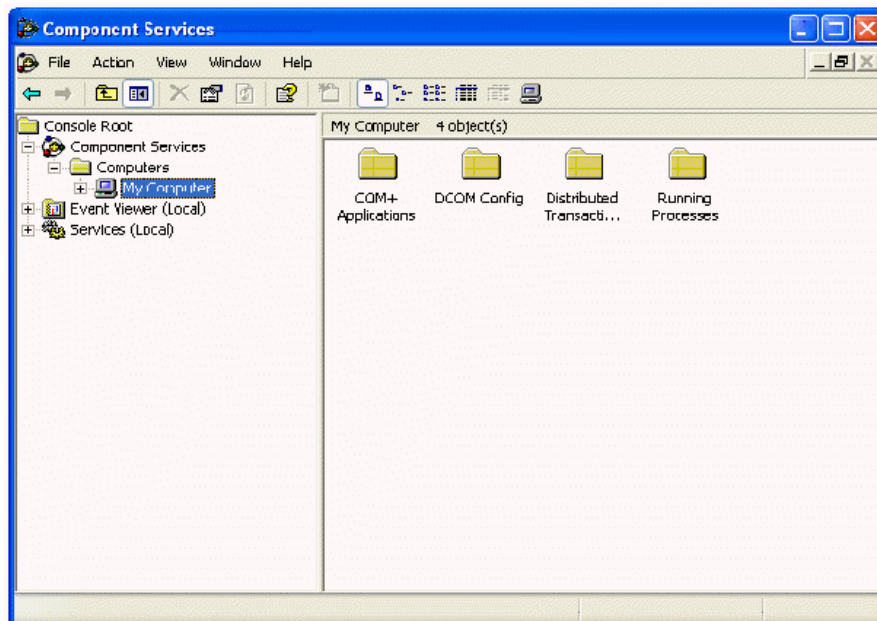 Component Services
File Action View Window Help
Console Root
Component Services
Computers
My Computer
Event Viewer (Local)
Services (Local)
My Computer 4 object(s)
COM+ Applications
DCOM Config
Distributed Transacti...
Running Processes